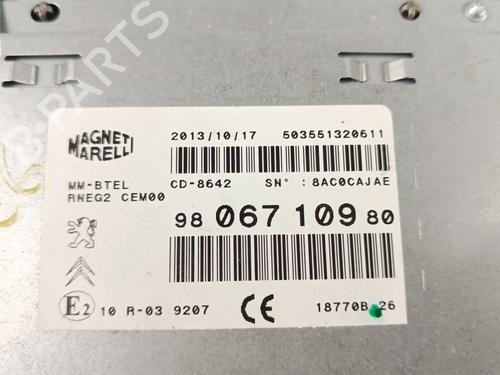 MAGNETI MARELLI
2013/10/17 503551320611
MM-BTEL CD-8642 SN° : 8AC0CAJAE
RNEG2 CEM00
98 067 109 80
E2 10 R-03 9207 CE 18770B 26